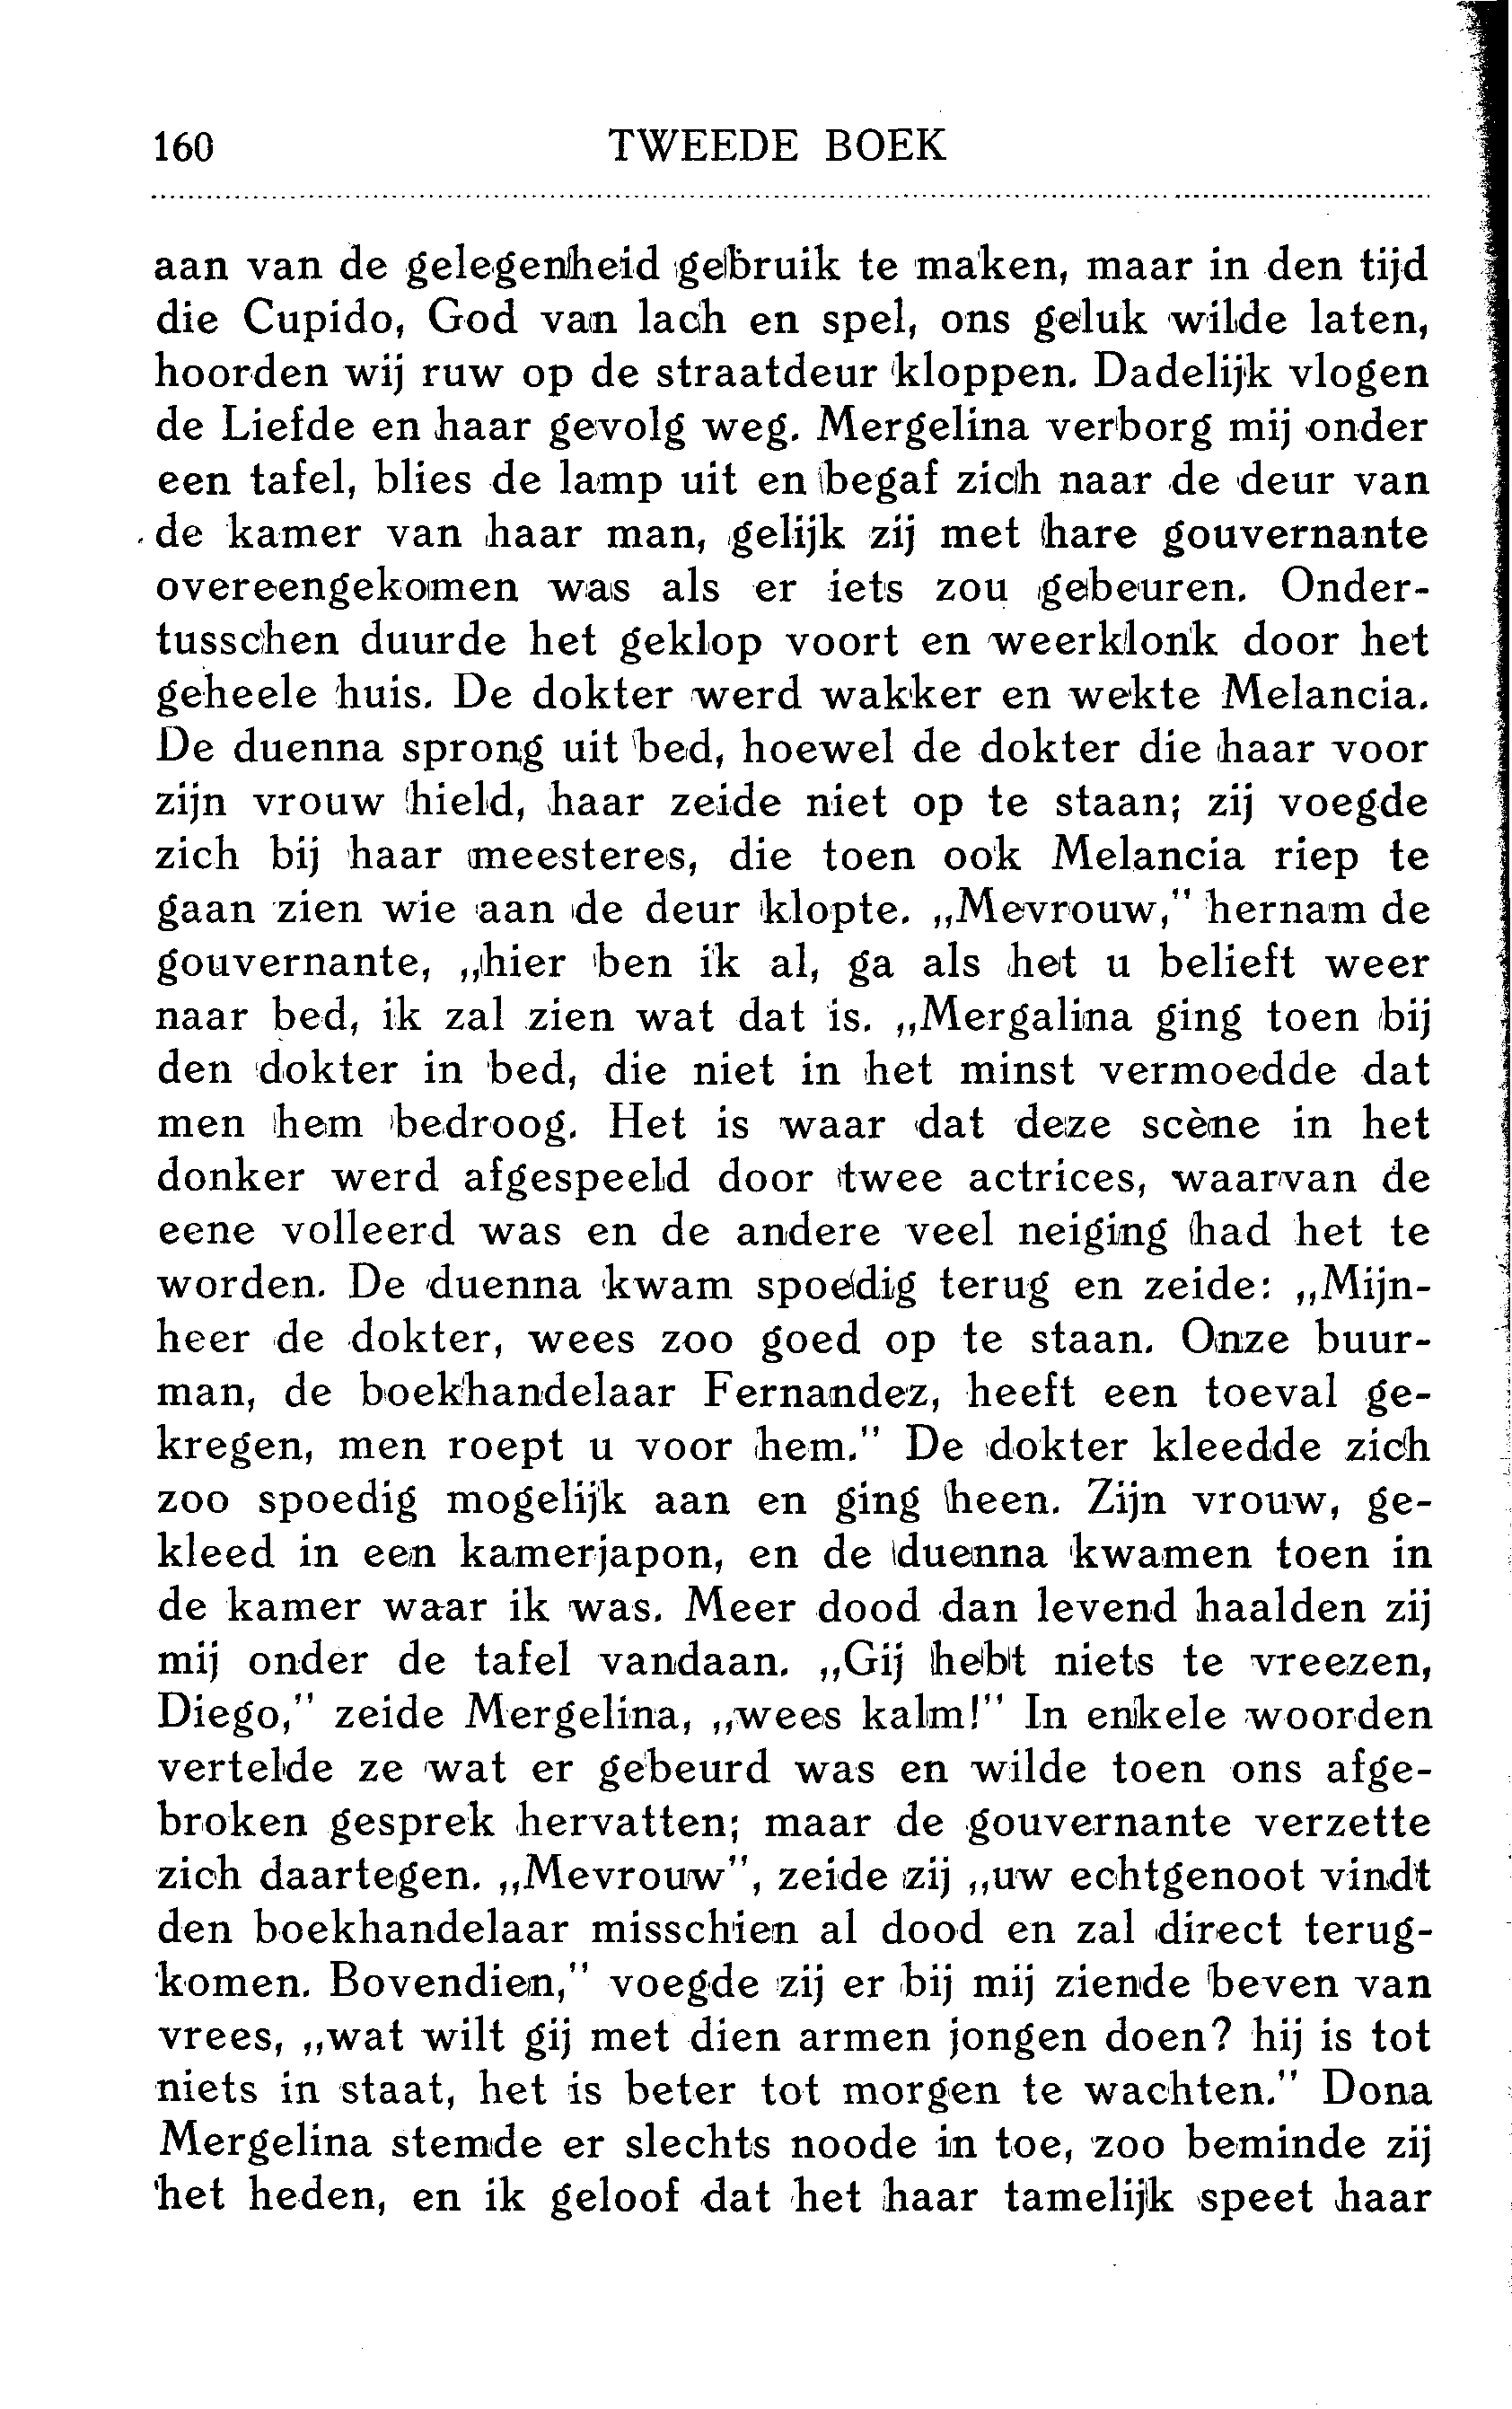 160 TWEEDE BOEK
aan van de gelegenheid gebruik te maken, maar in den tijd
die Cupido, God van lach en spel, ons geluk wilde laten,
hoorden wij ruw op de straatdeur kloppen. Dadelijk vlogen
de Liefde en haar gevolg weg. Mergelina verborg mij onder
een tafel, blies de lamp uit en begaf zich naar de deur van
de kamer van haar man, gelijk zij met hare gouvernante
overeengekomen was als er iets zou gebeuren. Onder-
tusschen duurde het geklop voort en weerklonk door het
geheele huis. De dokter werd wakker en wekte Melancia.
De duenna sprong uit bed, hoewel de dokter die haar voor
zijn vrouw hield, haar zeide niet op te staan; zij voegde
zich bij haar meesteres, die toen ook Melancia riep te
gaan zien wie aan de deur klopte. „Mevrouw,” hernam de
gouvernante, „hier ben ik al, ga als het u belieft weer
naar bed, ik zal zien wat dat is. „Mergalina ging toen bij
den dokter in bed, die niet in het minst vermoedde dat
men hem bedroog. Het is waar dat deze scène in het
donker werd afgespeeld door twee actrices, waarvan de
eene volleerd was en de andere veel neiging had het te
worden. De duenna kwam spoedig terug en zeide: „Mijn-
heer de dokter, wees zoo goed op te staan. Onze buur-
man, de boekhandelaar Fernandez, heeft een toeval ge-
kregen, men roept u voor hem.” De dokter kleedde zich
zoo spoedig mogelijk aan en ging heen. Zijn vrouw, ge-
kleed in een kamerjapon, en de duenna kwamen toen in
de kamer waar ik was. Meer dood dan levend haalden zij
mij onder de tafel vandaan. „Gij hebt niets te vreezen,
Diego,” zeide Mergelina, „wees kalm!” In enkele woorden
vertelde ze wat er gebeurd was en wilde toen ons afge-
broken gesprek hervatten; maar de gouvernante verzette
zich daartegen. „Mevrouw”, zeide zij „uw echtgenoot vindt
den boekhandelaar misschien al dood en zal direct terug-
komen. Bovendien,” voegde zij er bij mij ziende beven van
vrees, „wat wilt gij met dien armen jongen doen? hij is tot
niets in staat, het is beter tot morgen te wachten.” Dona
Mergelina stemde er slechts noode in toe, zoo beminde zij
het heden, en ik geloof dat het haar tamelijk speet haar